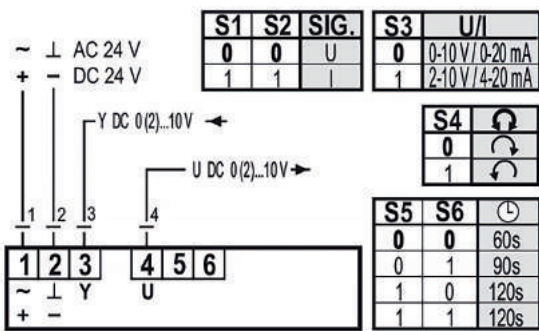 ~ ⊥ AC 24 V
+ − DC 24 V
Y DC 0(2)...10V
U DC 0(2)...10V
1 2 3 4
1 2 3 4 5 6
~ ⊥ Y U
+ −
S1 S2 SIG.
0 0 U
1 1 I
S3 U/I
0 0-10 V / 0-20 mA
1 2-10 V / 4-20 mA
S4
0
1
S5 S6
0 0 60s
0 1 90s
1 0 120s
1 1 120s